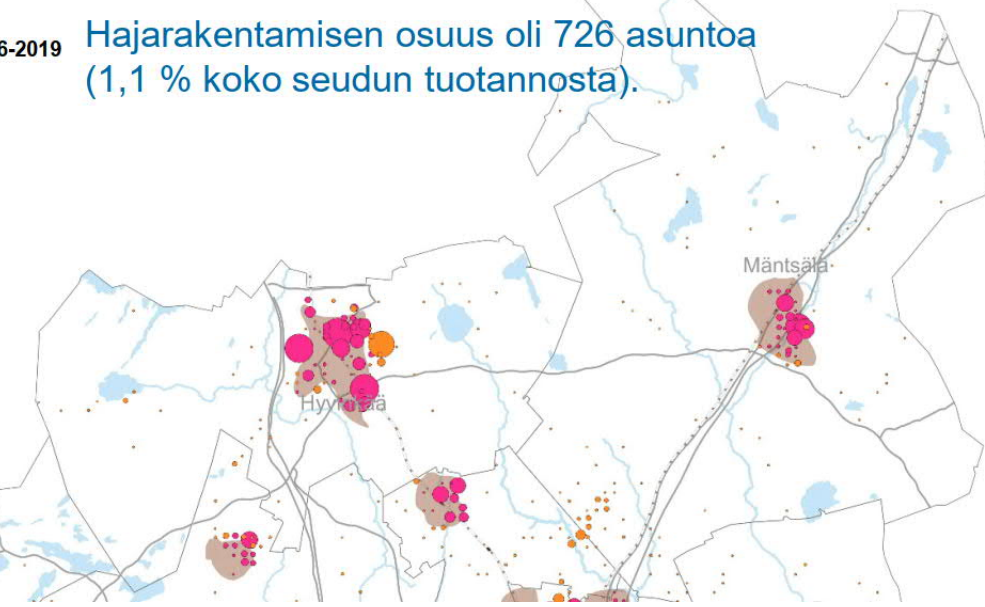 6-2019
Hajarakentamisen osuus oli 726 asuntoa
(1,1 % koko seudun tuotannosta).
Mäntsälä
Hyvinkää